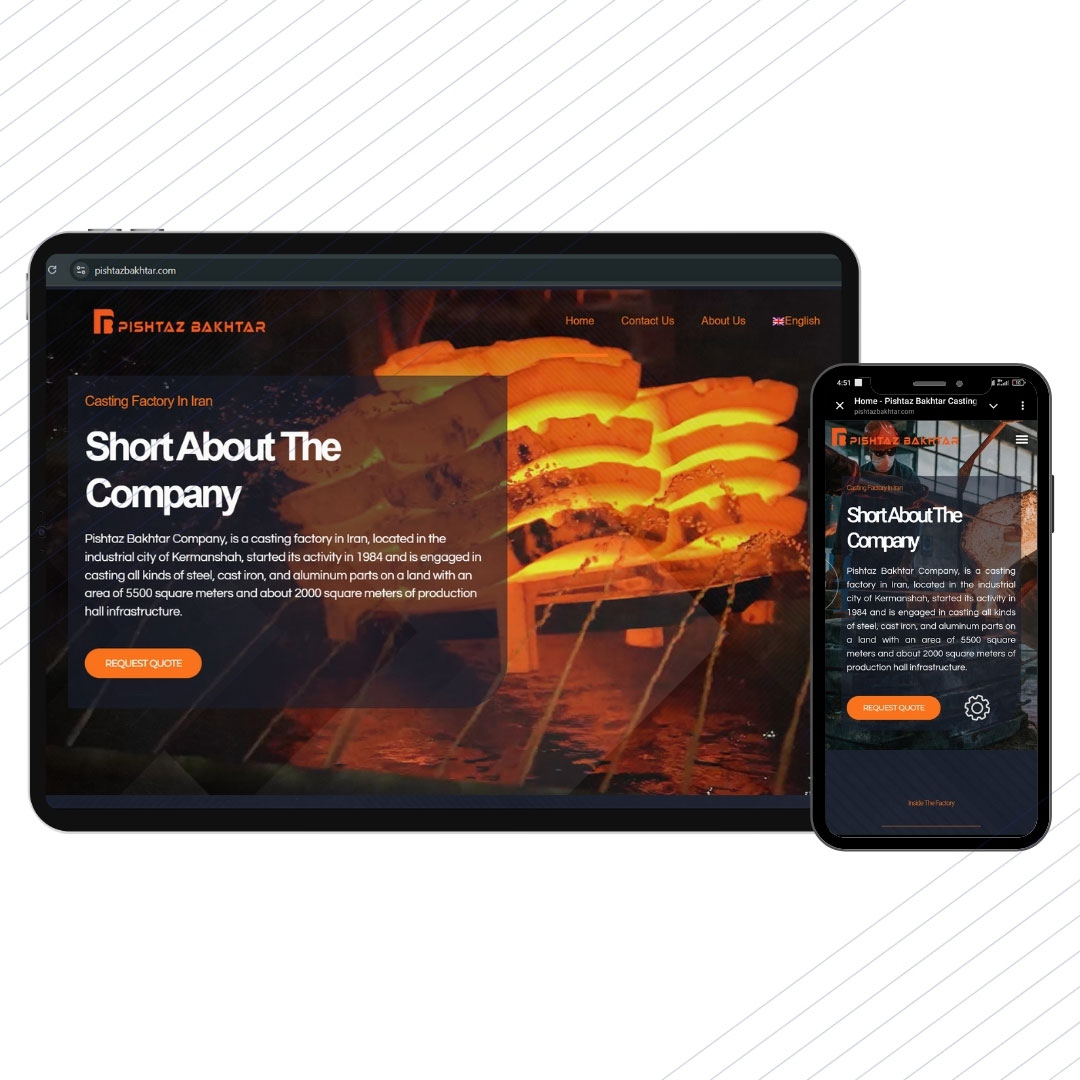 pishtazbakhtar.com
PISHTAZ BAKHTAR
Home
Contact Us
About Us
English
Casting Factory In Iran
Short About The
Company
Pishtaz Bakhtar Company, is a casting factory in Iran, located in the
industrial city of Kermanshah, started its activity in 1984 and is engaged in
casting all kinds of steel, cast iron, and aluminum parts on a land with an
area of 5500 square meters and about 2000 square meters of production
hall infrastructure.
REQUEST QUOTE
4:51
Home - Pishtaz Bakhtar Casting
pishtazbakhtar.com
PISHTAZ BAKHTAR
Casting Factory In Iran
Short About The
Company
Pishtaz Bakhtar Company, is a casting
factory in Iran, located in the industrial
city of Kermanshah, started its activity in
1984 and is engaged in casting all kinds
of steel, cast iron, and aluminum parts on
a land with an area of 5500 square
meters and about 2000 square meters of
production hall infrastructure.
REQUEST QUOTE
Inside The Factory